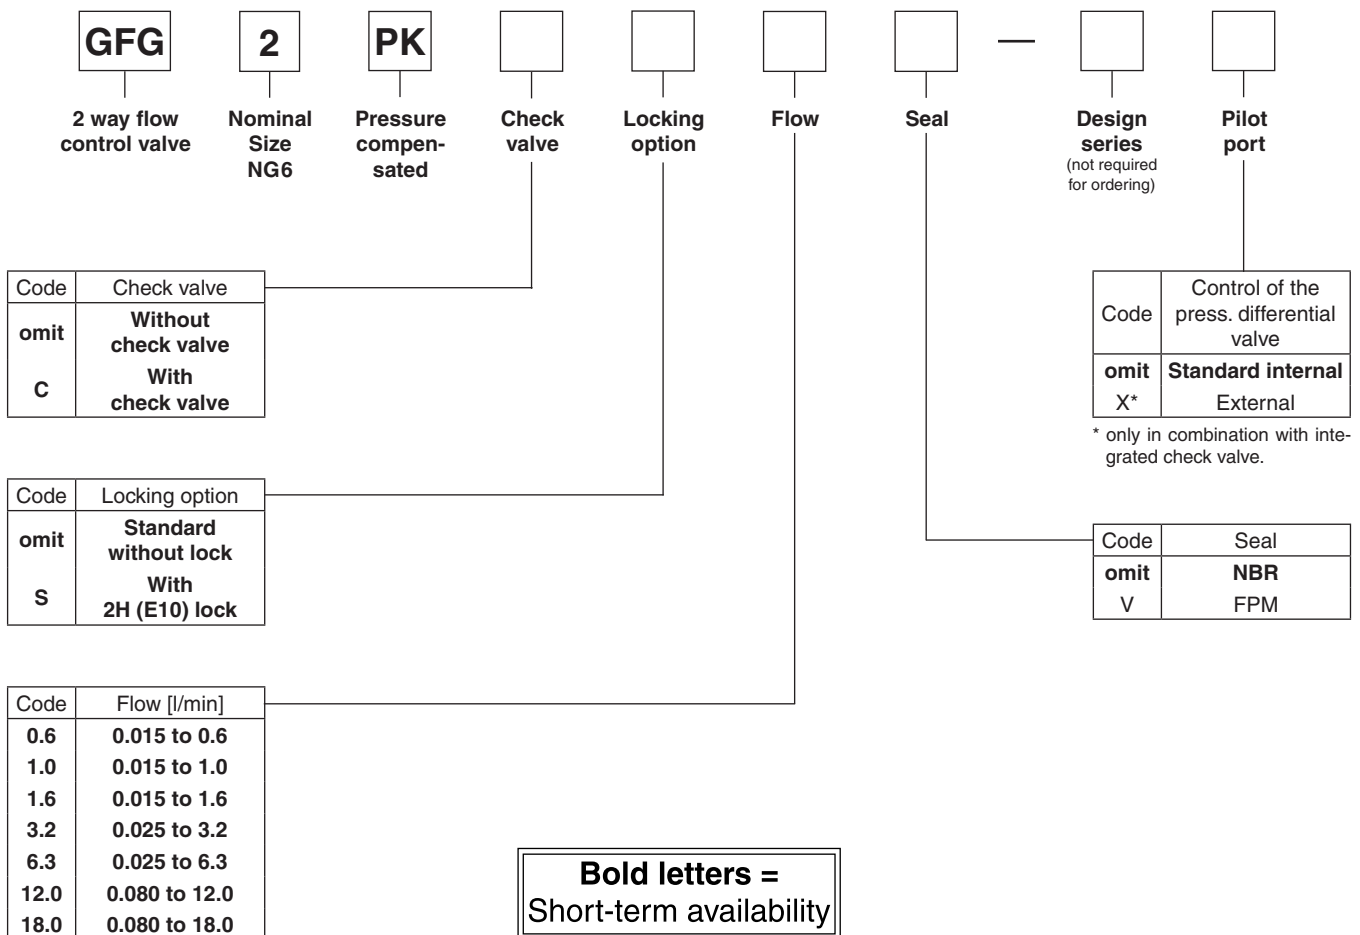 GFG 2 PK —
2 way flow
control valve
Nominal
Size
NG6
Pressure
compen-
sated
Check
valve
Locking
option
Flow
Seal
Design
series
(not required
for ordering)
Pilot
port
Code Check valve
omit Without
check valve
C With
check valve
Code Control of the
press. differential
valve
omit Standard internal
X* External
* only in combination with inte-
grated check valve.
Code Locking option
omit Standard
without lock
S With
2H (E10) lock
Code Seal
omit NBR
V FPM
Code Flow [l/min]
0.6 0.015 to 0.6
1.0 0.015 to 1.0
1.6 0.015 to 1.6
3.2 0.025 to 3.2
6.3 0.025 to 6.3
12.0 0.080 to 12.0
18.0 0.080 to 18.0
Bold letters =
Short-term availability